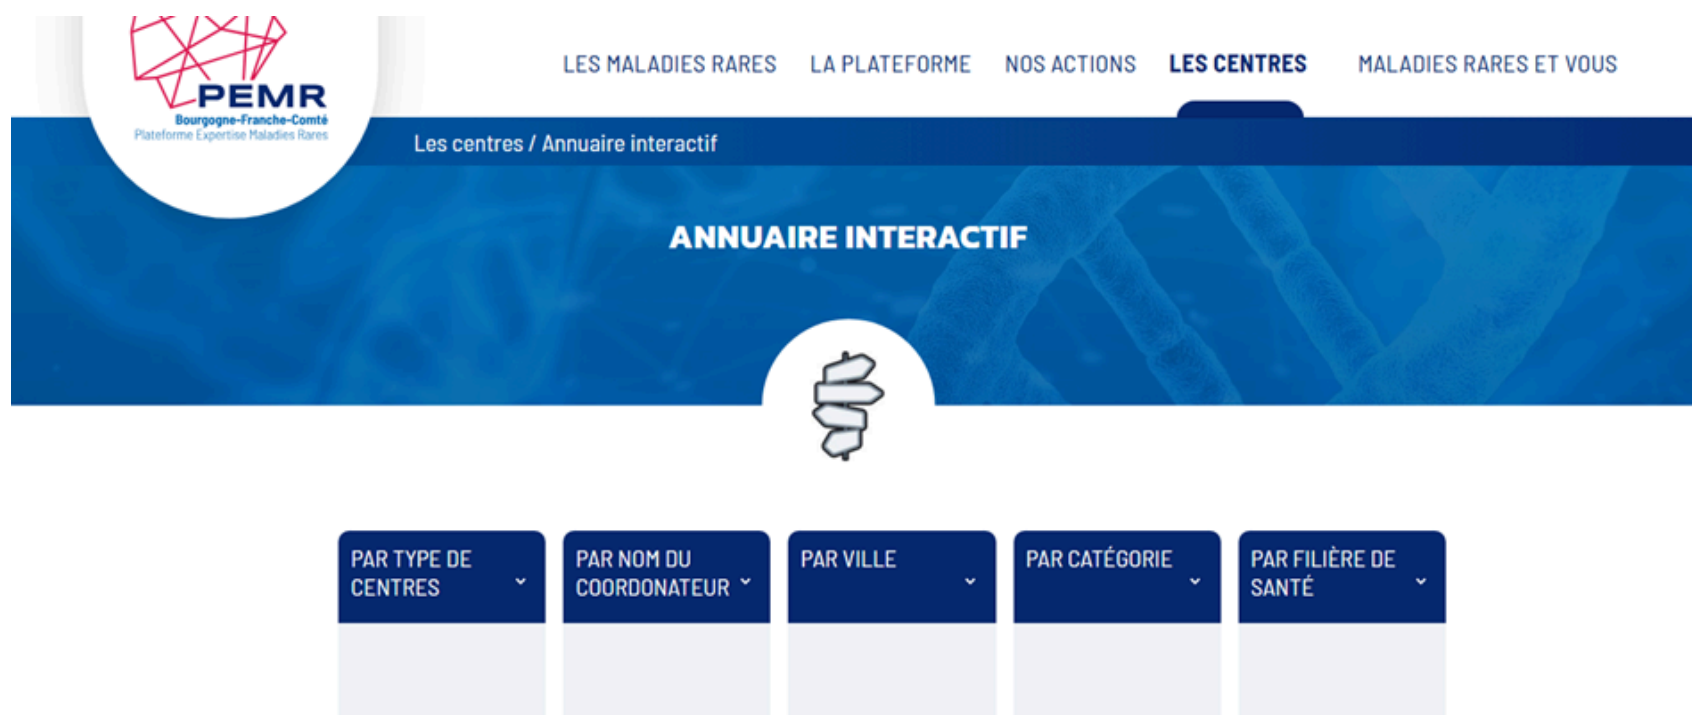 PEMR
Bourgogne-Franche-Comté
Plateforme Expertise Maladies Rares
LES MALADIES RARES LA PLATEFORME NOS ACTIONS LES CENTRES MALADIES RARES ET VOUS
Les centres / Annuaire interactif
ANNUAIRE INTERACTIF
PAR TYPE DE
CENTRES
PAR NOM DU
COORDONATEUR
PAR VILLE
PAR CATÉGORIE
PAR FILIÈRE DE
SANTÉ